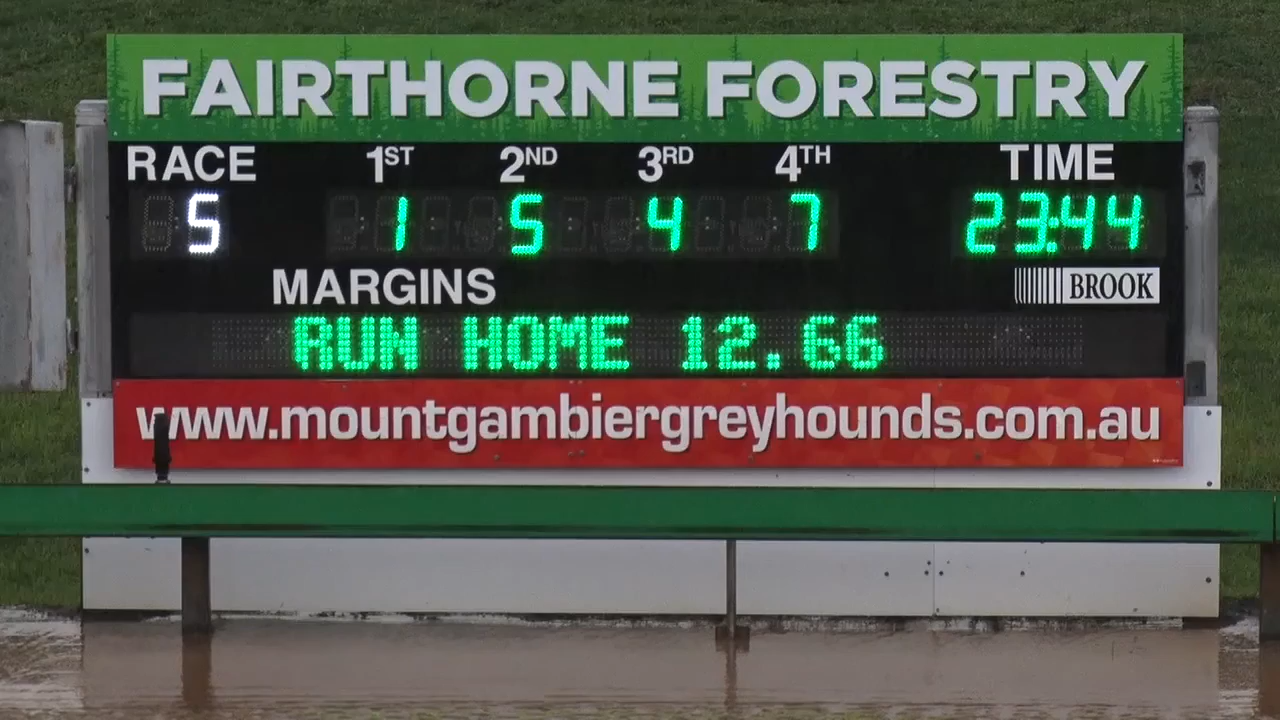 FAIRTHORNE FORESTRY
RACE 1ST 2ND 3RD 4TH TIME
5 1 5 4 7 23:44
MARGINS BROOK
RUN HOME 12.66
www.mountgambiergreyhounds.com.au